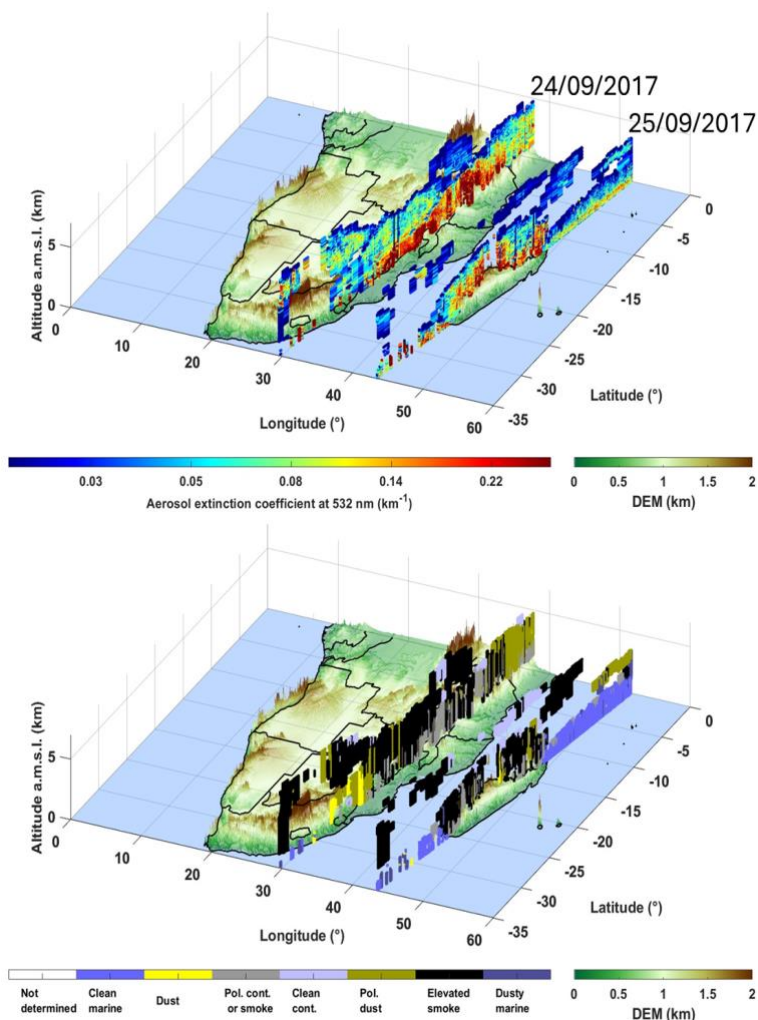 24/09/2017
25/09/2017
Altitude a.m.s.l. (km)
5
0
0
10
20
30
40
50
60
Longitude (°)
0
-5
-10
-15
-20
-25
-30
-35
Latitude (°)
0.03 0.05 0.08 0.14 0.22
Aerosol extinction coefficient at 532 nm (km⁻¹)
0 0.5 1 1.5 2
DEM (km)
Altitude a.m.s.l. (km)
5
0
0
10
20
30
40
50
60
Longitude (°)
0
-5
-10
-15
-20
-25
-30
-35
Latitude (°)
Not determined
Clean marine
Dust
Pol. cont. or smoke
Clean cont.
Pol. dust
Elevated smoke
Dusty marine
0 0.5 1 1.5 2
DEM (km)